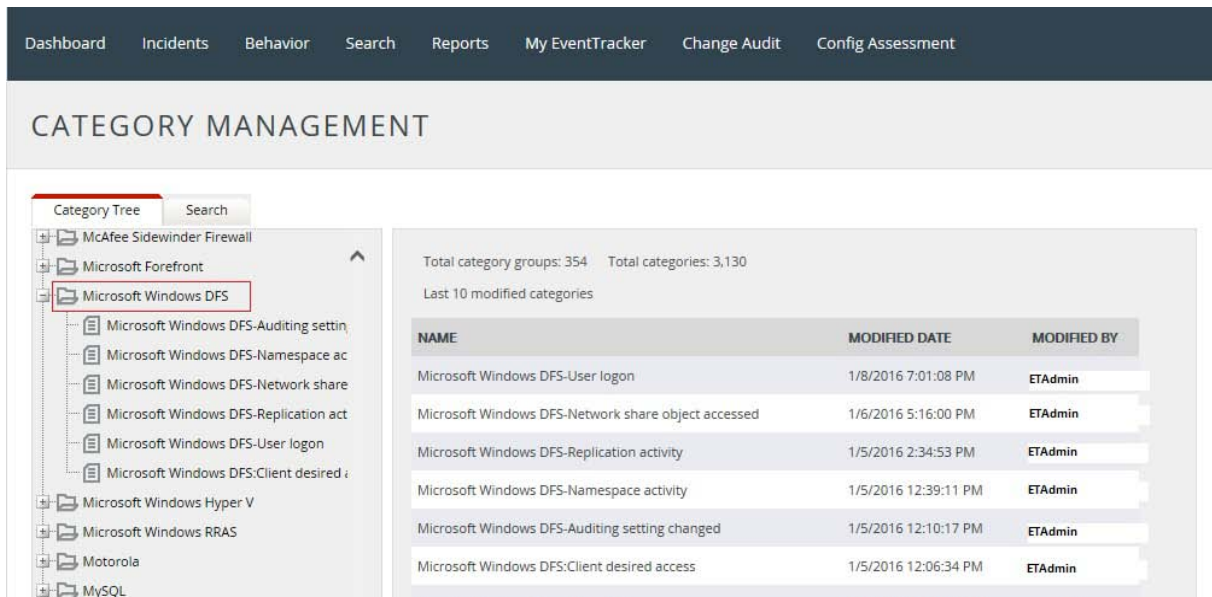 Dashboard Incidents Behavior Search Reports My EventTracker Change Audit Config Assessment
CATEGORY MANAGEMENT
Category Tree Search
McAfee Sidewinder Firewall
Microsoft Forefront
Microsoft Windows DFS
Microsoft Windows DFS-Auditing settin
Microsoft Windows DFS-Namespace ac
Microsoft Windows DFS-Network share
Microsoft Windows DFS-Replication act
Microsoft Windows DFS-User logon
Microsoft Windows DFS:Client desired a
Microsoft Windows Hyper V
Microsoft Windows RRAS
Motorola
MySQL
Total category groups: 354 Total categories: 3,130
Last 10 modified categories
NAME MODIFIED DATE MODIFIED BY
Microsoft Windows DFS-User logon 1/8/2016 7:01:08 PM ETAdmin
Microsoft Windows DFS-Network share object accessed 1/6/2016 5:16:00 PM ETAdmin
Microsoft Windows DFS-Replication activity 1/5/2016 2:34:53 PM ETAdmin
Microsoft Windows DFS-Namespace activity 1/5/2016 12:39:11 PM ETAdmin
Microsoft Windows DFS-Auditing setting changed 1/5/2016 12:10:17 PM ETAdmin
Microsoft Windows DFS:Client desired access 1/5/2016 12:06:34 PM ETAdmin